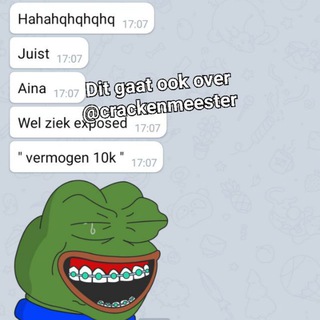 Hahahqhqhqhq 17:07
Juist 17:07
Aina 17:07
Dit gaat ook over
@crackenmeester
Wel ziek exposed 17:07
" vermogen 10k " 17:07